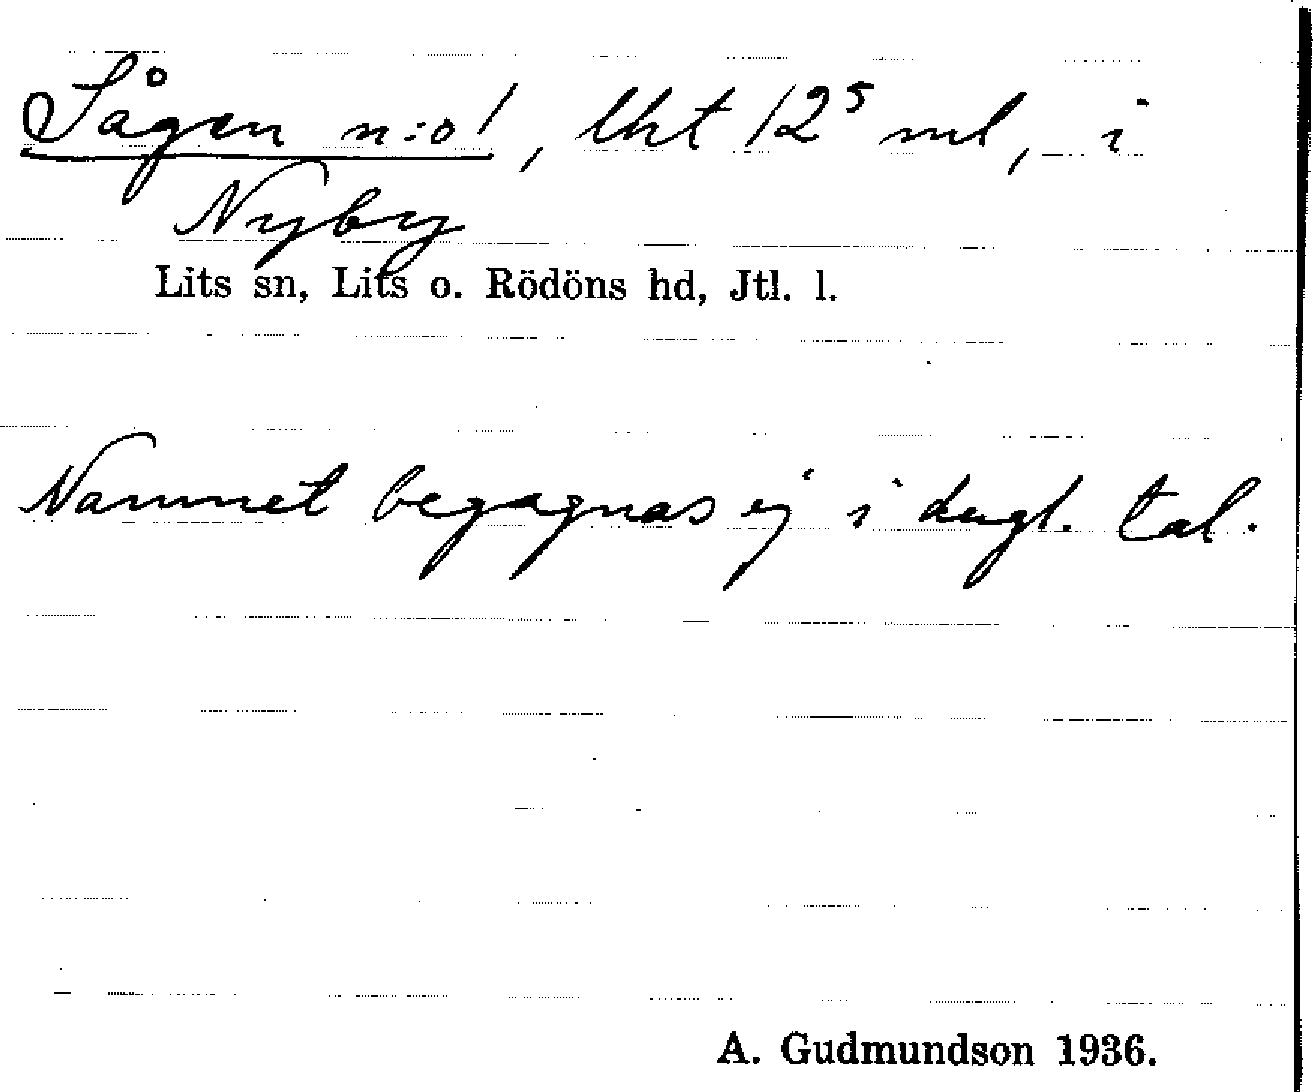 Sågen n:o 1, lht 12⁵ ml, i
Nyby
Lits sn, Lits o. Rödöns hd, Jtl. l.
Namnet begagnas ej i dagl. tal.
A. Gudmundson 1936.